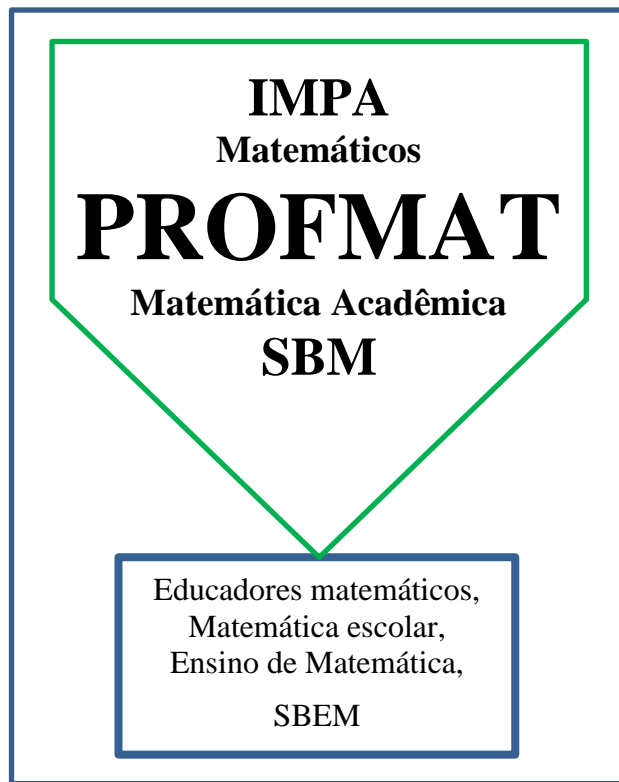 IMPA
Matemáticos
PROFMAT
Matemática Acadêmica
SBM
Educadores matemáticos,
Matemática escolar,
Ensino de Matemática,
SBEM